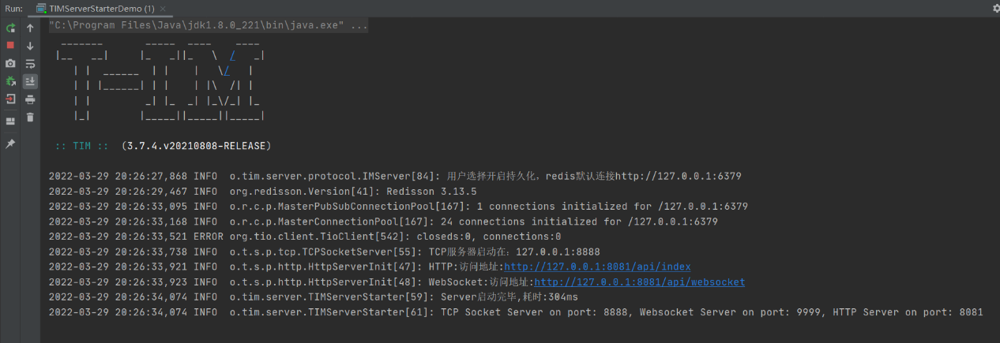 Run: TIMServerStarterDemo (1) ×
"C:\Program Files\Java\jdk1.8.0_221\bin\java.exe" ...
  _______       _____  ____    ____
 |__   __|     |_   _||_   \  /   _|
    | |  ______  | |    |   \/   |
    | | |______| | |    | |\  /| |
    | |         _| |_  _| |_\/_| |_
    |_|        |_____||_____||_____|
:: TIM ::  (3.7.4.v20210808-RELEASE)
2022-03-29 20:26:27,868 INFO  o.tim.server.protocol.IMServer[84]: 用户选择开启持久化，redis默认连接http://127.0.0.1:6379
2022-03-29 20:26:29,467 INFO  org.redisson.Version[41]: Redisson 3.13.5
2022-03-29 20:26:33,095 INFO  o.r.c.p.MasterPubSubConnectionPool[167]: 1 connections initialized for /127.0.0.1:6379
2022-03-29 20:26:33,168 INFO  o.r.c.p.MasterConnectionPool[167]: 24 connections initialized for /127.0.0.1:6379
2022-03-29 20:26:33,521 ERROR org.tio.client.TioClient[542]: closeds:0, connections:0
2022-03-29 20:26:33,738 INFO  o.t.s.p.tcp.TCPSocketServer[55]: TCP服务器启动在：127.0.0.1:8888
2022-03-29 20:26:33,921 INFO  o.t.s.p.http.HttpServerInit[47]: HTTP:访问地址:http://127.0.0.1:8081/api/index
2022-03-29 20:26:33,923 INFO  o.t.s.p.http.HttpServerInit[48]: WebSocket:访问地址:http://127.0.0.1:8081/api/websocket
2022-03-29 20:26:34,074 INFO  o.tim.server.TIMServerStarter[59]: Server启动完毕,耗时:304ms
2022-03-29 20:26:34,074 INFO  o.tim.server.TIMServerStarter[61]: TCP Socket Server on port: 8888, Websocket Server on port: 9999, HTTP Server on port: 8081